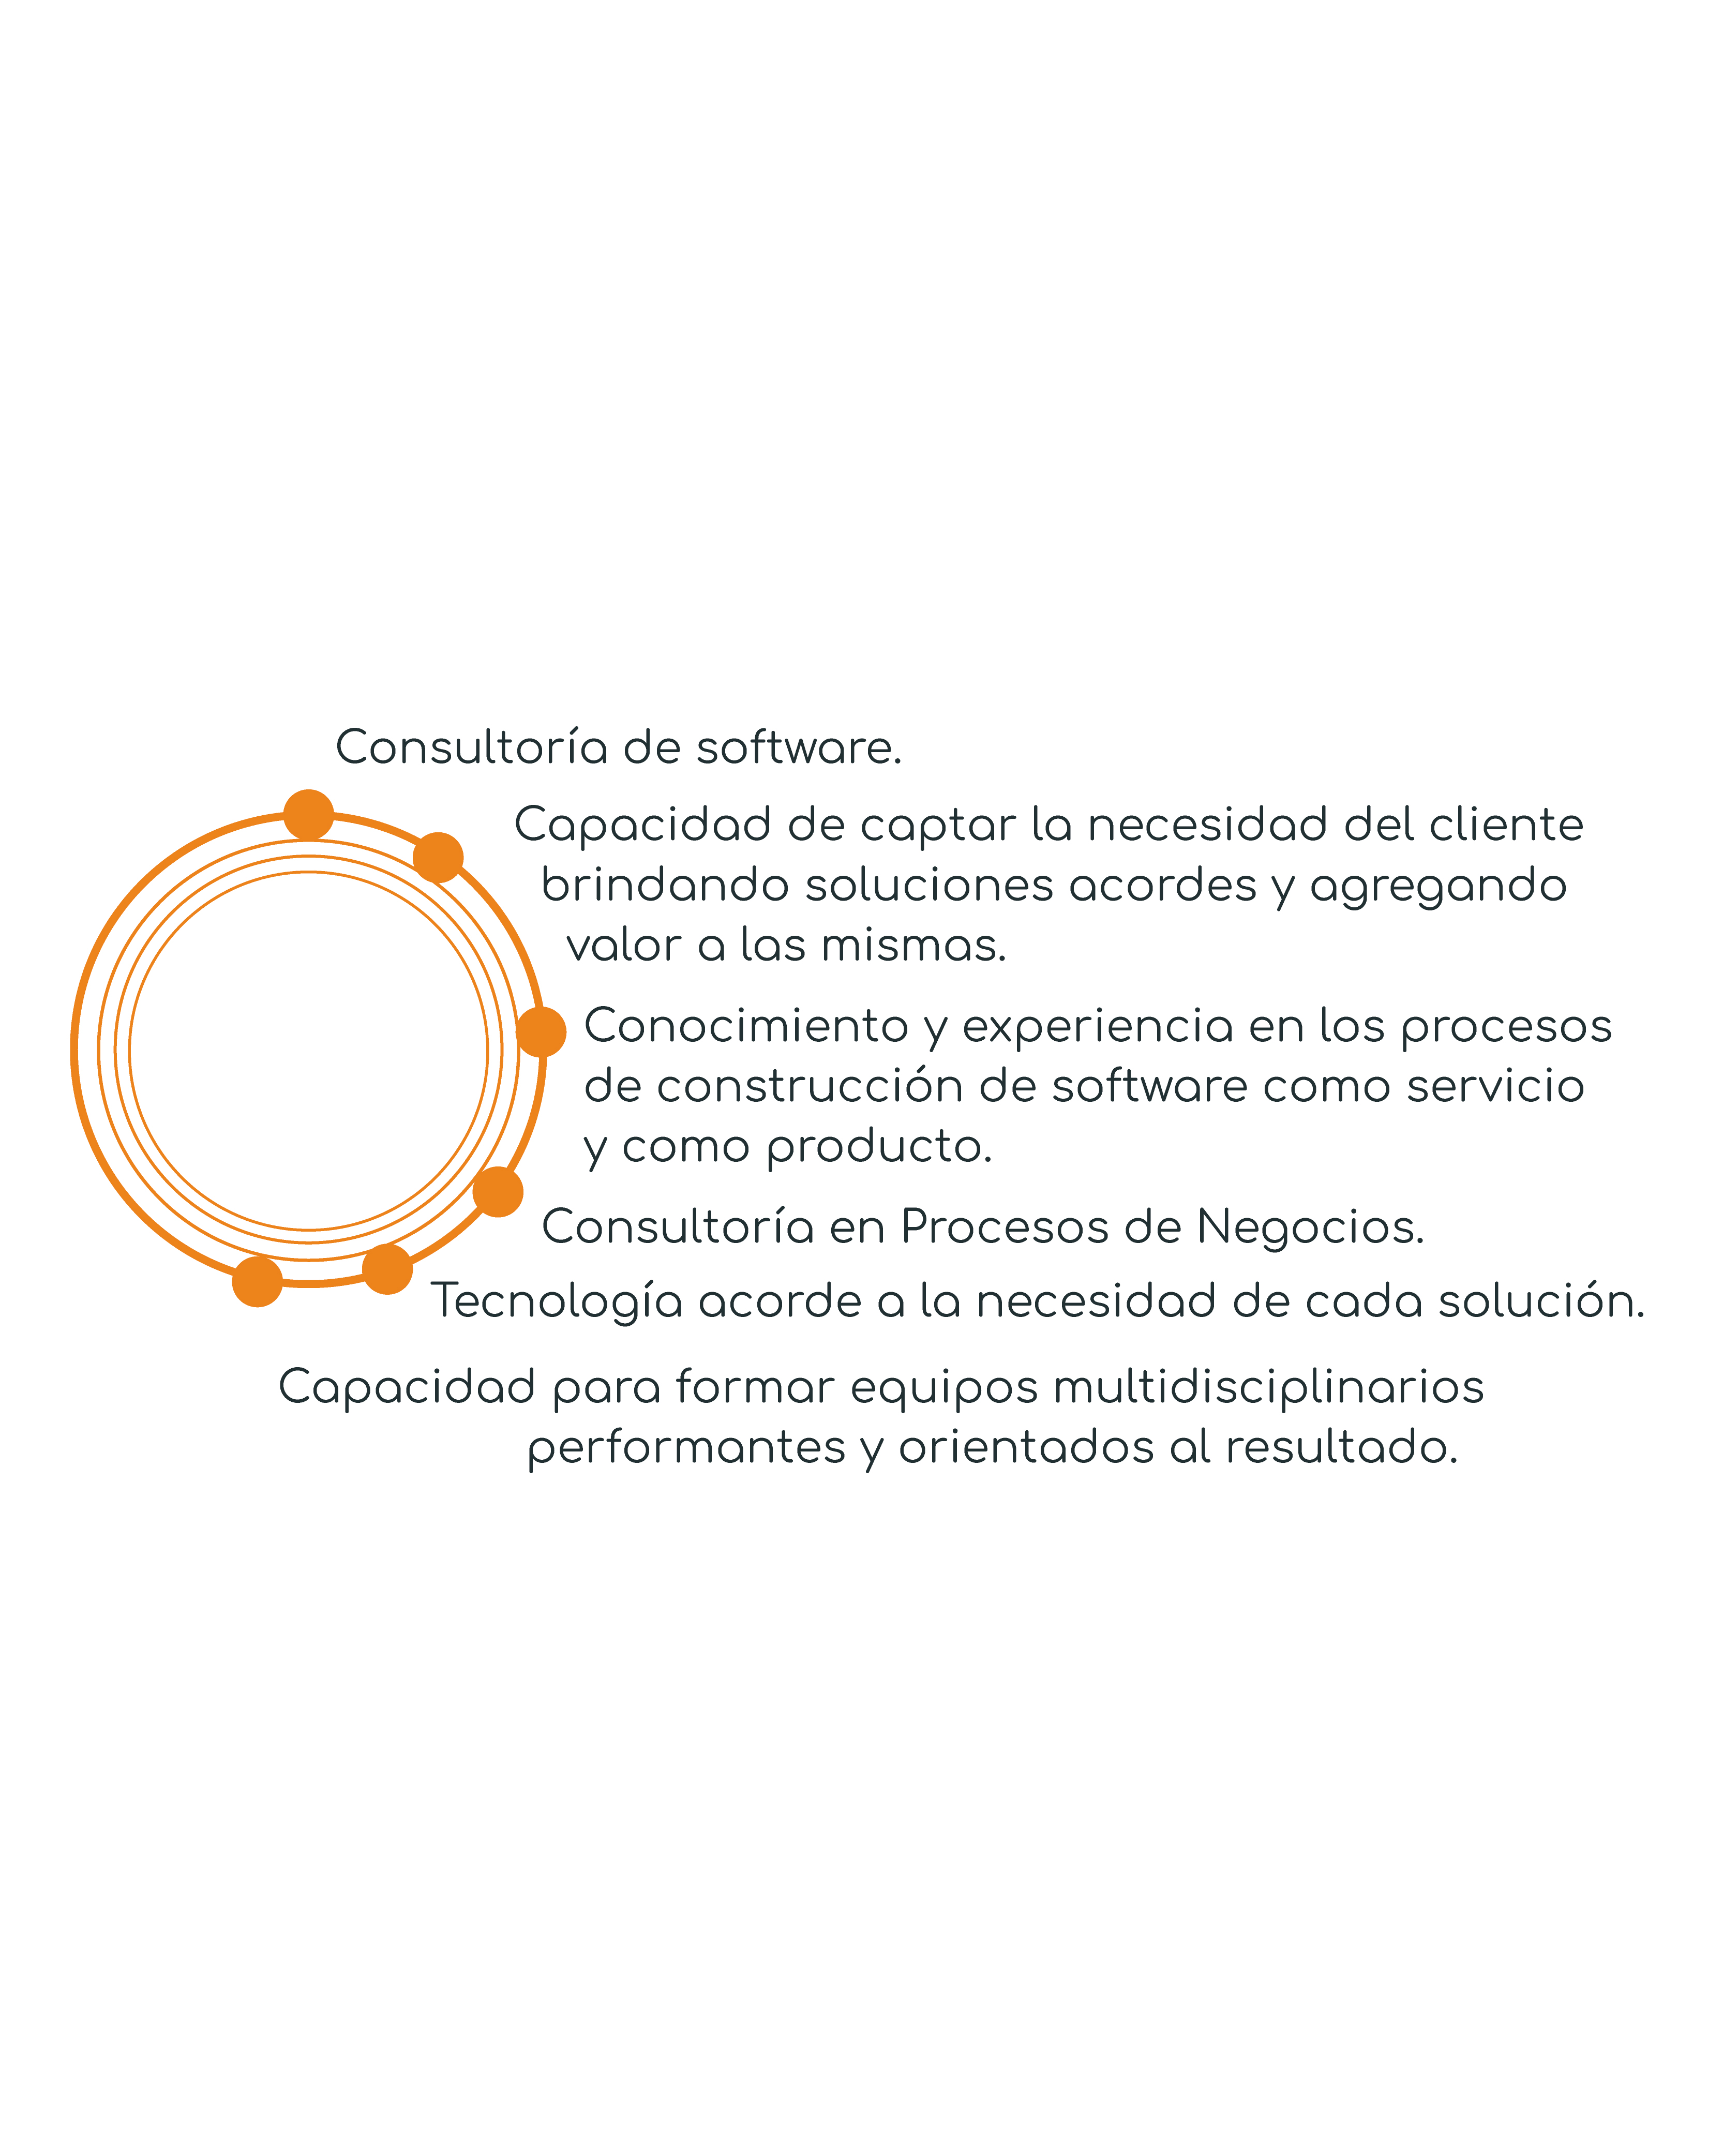 Consultoría de software.
Capacidad de captar la necesidad del cliente
brindando soluciones acordes y agregando
valor a las mismas.
Conocimiento y experiencia en los procesos
de construcción de software como servicio
y como producto.
Consultoría en Procesos de Negocios.
Tecnología acorde a la necesidad de cada solución.
Capacidad para formar equipos multidisciplinarios
performantes y orientados al resultado.